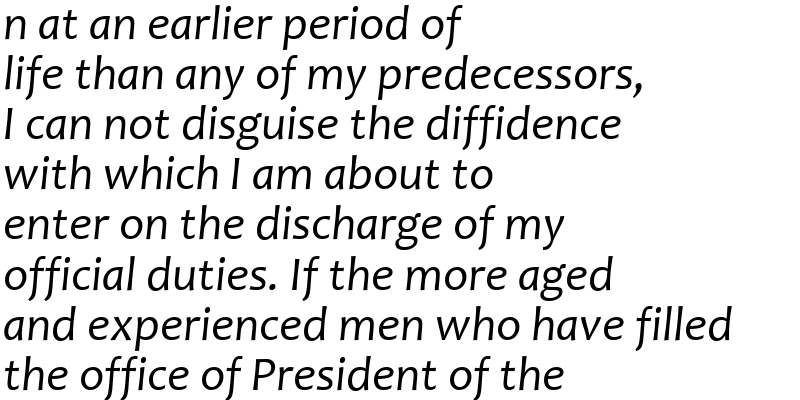 n at an earlier period of
life than any of my predecessors,
I can not disguise the diffidence
with which I am about to
enter on the discharge of my
official duties. If the more aged
and experienced men who have filled
the office of President of the